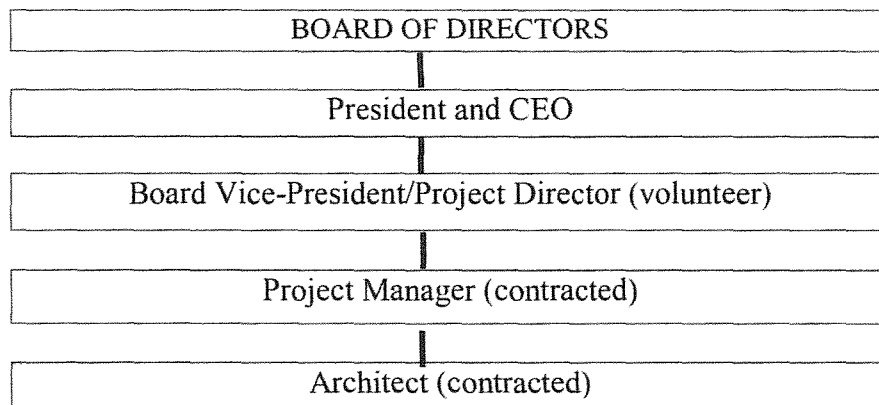 BOARD OF DIRECTORS
President and CEO
Board Vice-President/Project Director (volunteer)
Project Manager (contracted)
Architect (contracted)